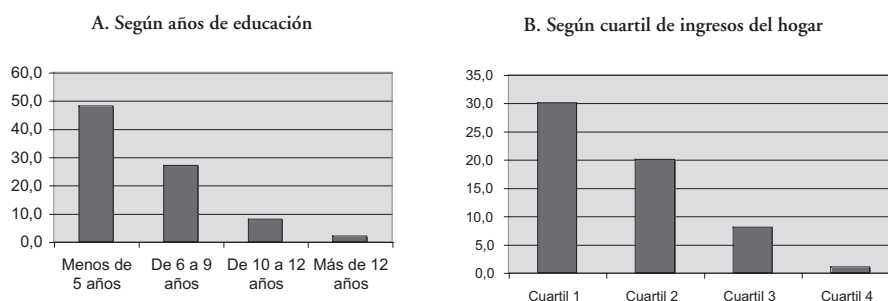 A. Según años de educación
60,0
50,0
40,0
30,0
20,0
10,0
0,0
Menos de
5 años
De 6 a 9
años
De 10 a 12
años
Más de 12
años
B. Según cuartil de ingresos del hogar
35,0
30,0
25,0
20,0
15,0
10,0
5,0
0,0
Cuartil 1
Cuartil 2
Cuartil 3
Cuartil 4